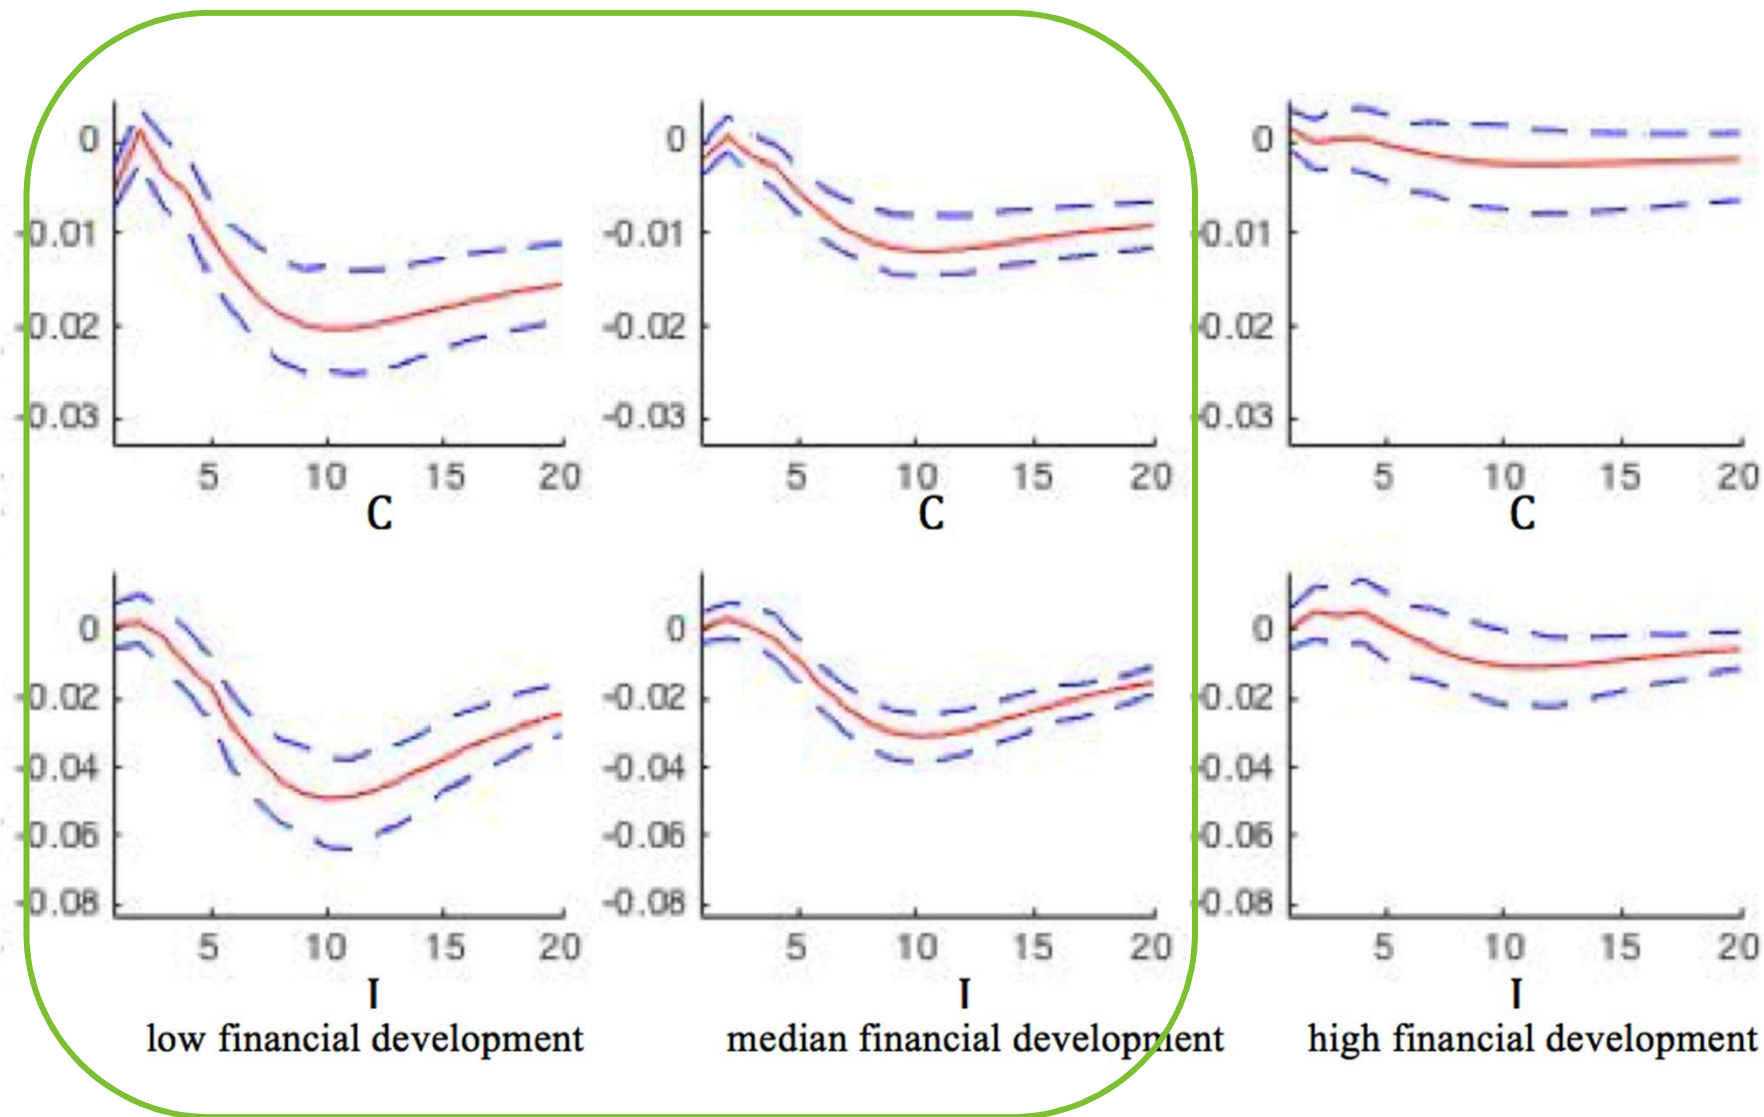 0 0 0
-0.01 -0.01 -0.01
-0.02 -0.02 -0.02
-0.03 -0.03 -0.03
5 10 15 20 5 10 15 20 5 10 15 20
C C C
0 0 0
-0.02 -0.02 -0.02
-0.04 -0.04 -0.04
-0.06 -0.06 -0.06
-0.08 -0.08 -0.08
5 10 15 20 5 10 15 20 5 10 15 20
I I I
low financial development median financial development high financial development